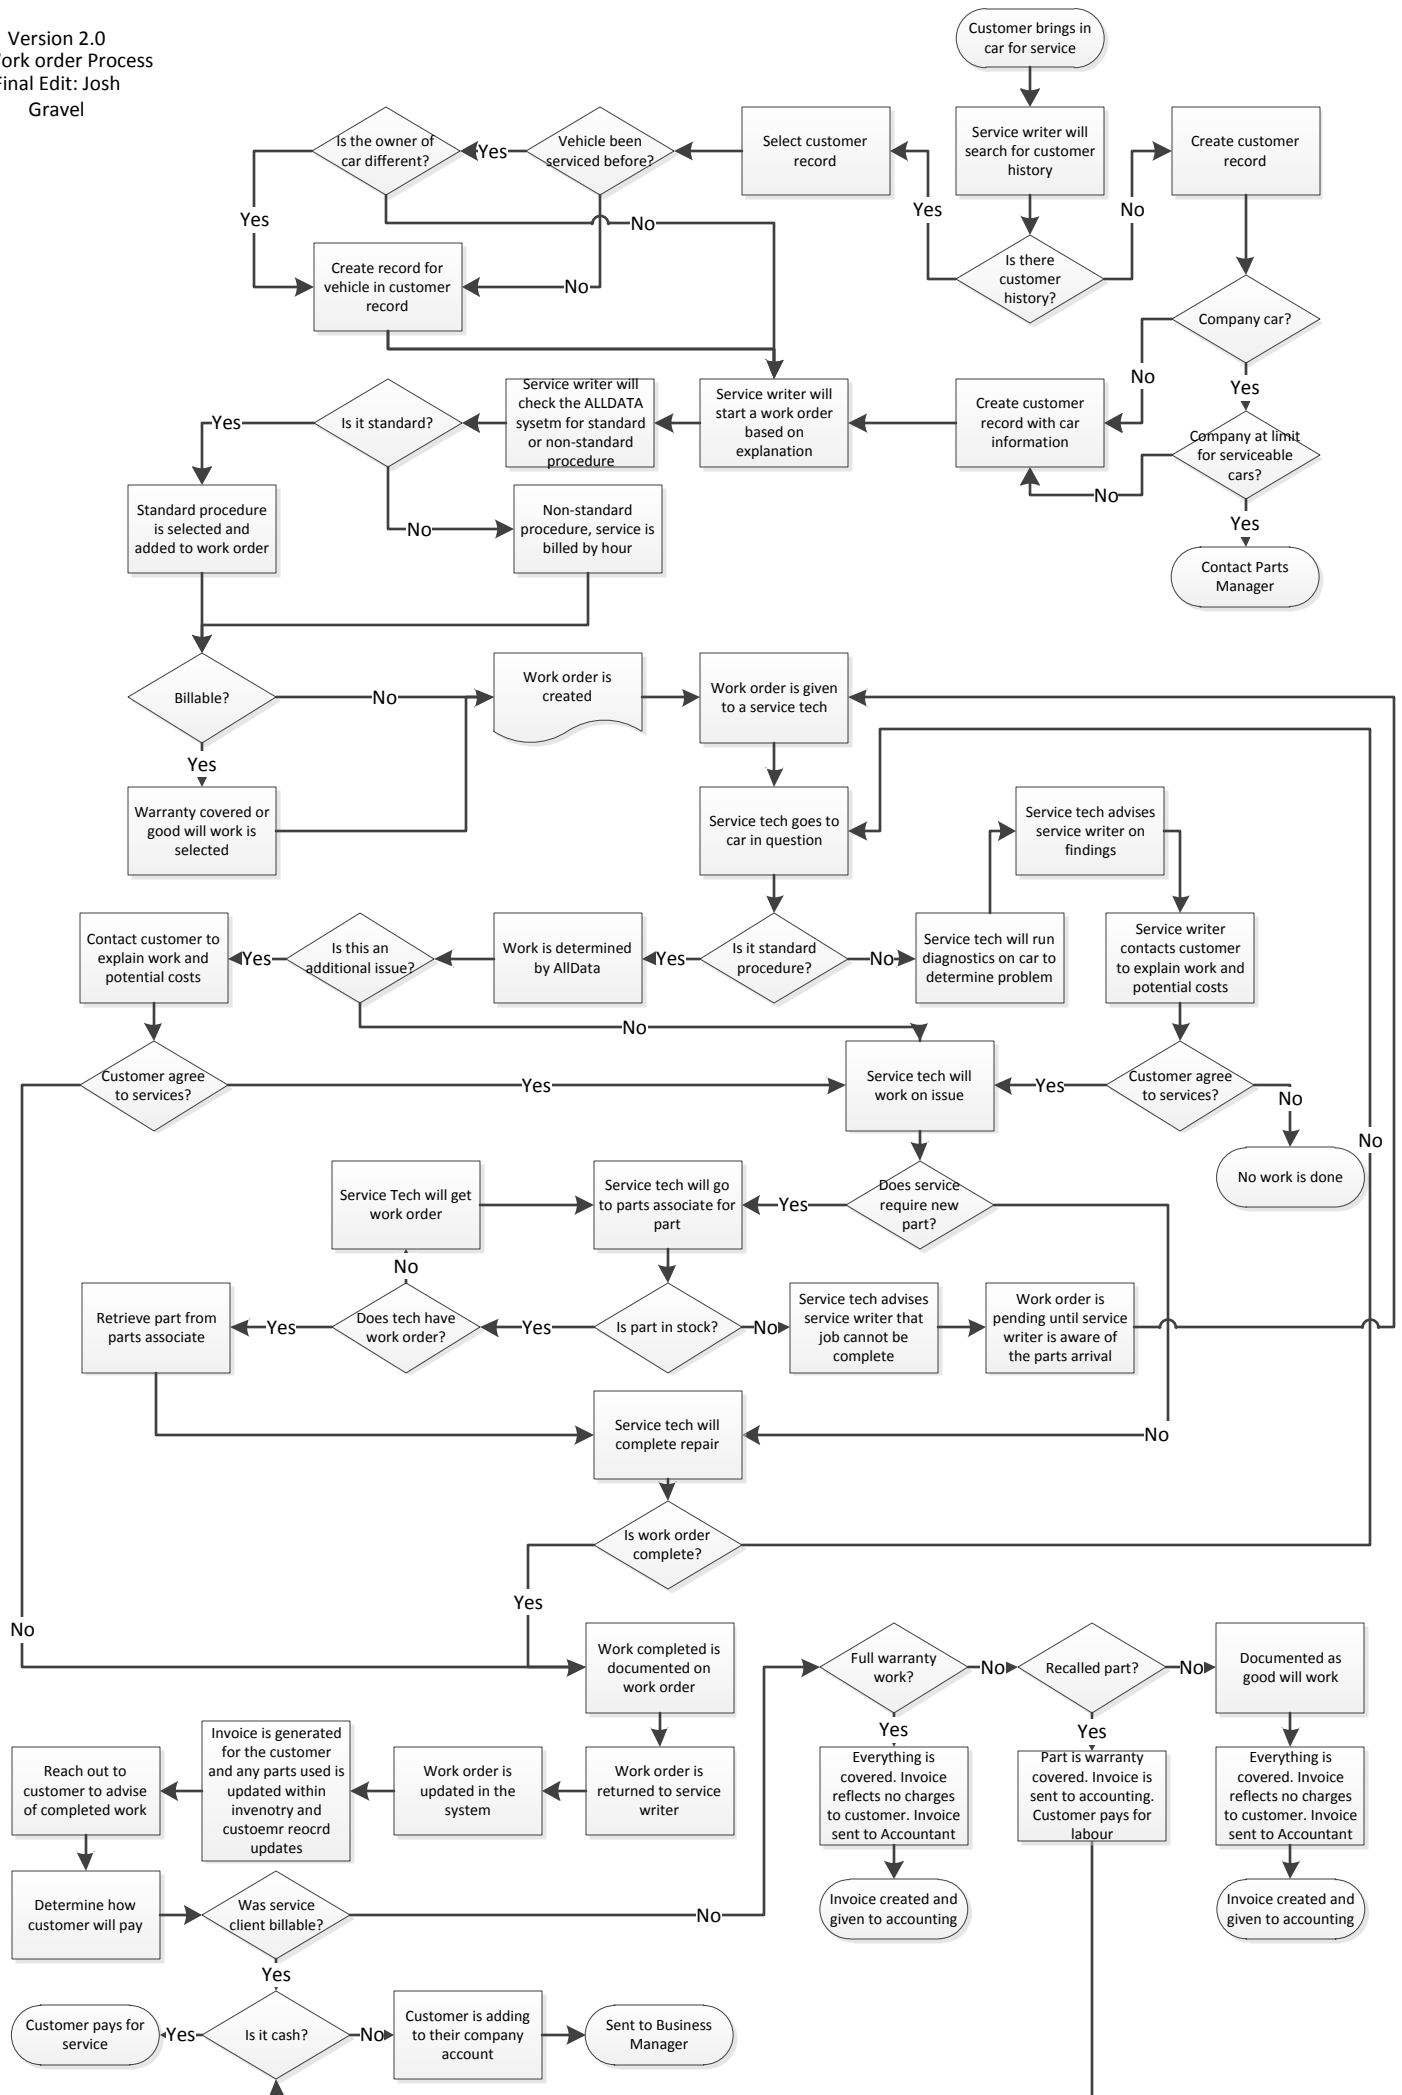 Version 2.0
ork order Process
inal Edit: Josh
Gravel
Customer brings in
car for service
Is the owner of
car different?
Yes
Vehicle been
serviced before?
Select customer
record
Service writer will
search for customer
history
Create customer
record
Yes
No
Yes
No
Create record for
vehicle in customer
record
No
Is there
customer
history?
Company car?
No
Yes
Is it standard?
Yes
Service writer will
check the ALLDATA
sysetm for standard
or non-standard
procedure
Service writer will
start a work order
based on
explanation
Create customer
record with car
information
Company at limit
for serviceable
cars?
No
Yes
Standard procedure
is selected and
added to work order
No
Non-standard
procedure, service is
billed by hour
Contact Parts
Manager
Billable?
No
Work order is
created
Work order is given
to a service tech
Yes
Warranty covered or
good will work is
selected
Service tech goes to
car in question
Service tech advises
service writer on
findings
Contact customer to
explain work and
potential costs
Yes
Is this an
additional issue?
Work is determined
by AllData
Yes
Is it standard
procedure?
No
Service tech will run
diagnostics on car to
determine problem
Service writer
contacts customer
to explain work and
potential costs
No
Customer agree
to services?
Yes
Service tech will
work on issue
Yes
Customer agree
to services?
No
No
No work is done
Service Tech will get
work order
Service tech will go
to parts associate for
part
Yes
Does service
require new
part?
No
Retrieve part from
parts associate
Yes
Does tech have
work order?
Yes
Is part in stock?
No
Service tech advises
service writer that
job cannot be
complete
Work order is
pending until service
writer is aware of
the parts arrival
Service tech will
complete repair
No
Is work order
complete?
Yes
No
Work completed is
documented on
work order
Full warranty
work?
No
Recalled part?
No
Documented as
good will work
Yes
Yes
Reach out to
customer to advise
of completed work
Invoice is generated
for the customer
and any parts used is
updated within
invenotry and
custoemr reocrd
updates
Work order is
updated in the
system
Work order is
returned to service
writer
Everything is
covered. Invoice
reflects no charges
to customer. Invoice
sent to Accountant
Part is warranty
covered. Invoice is
sent to accounting.
Customer pays for
labour
Everything is
covered. Invoice
reflects no charges
to customer. Invoice
sent to Accountant
Determine how
customer will pay
Was service
client billable?
No
Invoice created and
given to accounting
Invoice created and
given to accounting
Yes
Customer pays for
service
Yes
Is it cash?
No
Customer is adding
to their company
account
Sent to Business
Manager